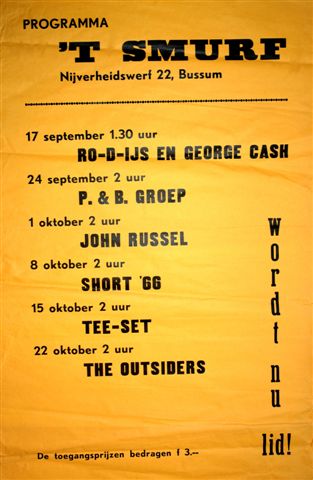 PROGRAMMA
'T SMURF
Nijverheidswerf 22, Bussum
17 september 1.30 uur
RO-D-IJS EN GEORGE CASH
24 september 2 uur
P. & B. GROEP
1 oktober 2 uur
JOHN RUSSEL
8 oktober 2 uur
SHORT '66
15 oktober 2 uur
TEE-SET
22 oktober 2 uur
THE OUTSIDERS
wordt nu lid!
De toegangsprijzen bedragen f 3.--